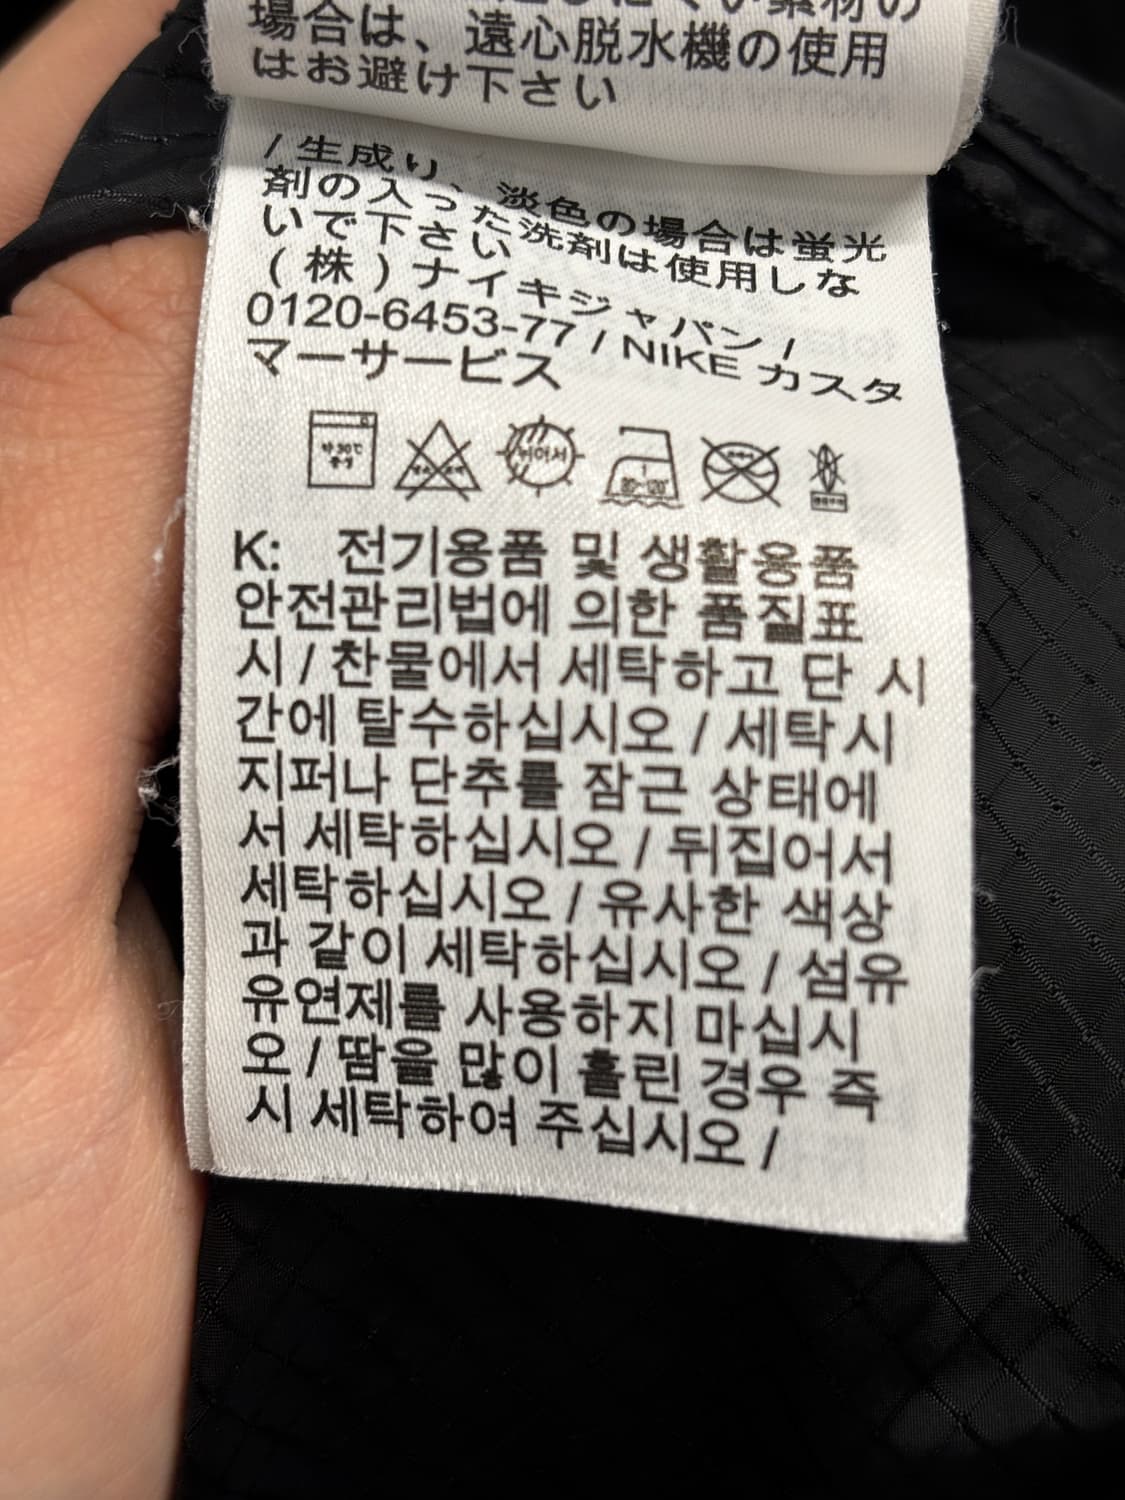 場合は、遠心脱水機の使用
はお避け下さい
/ 生成り、淡色の場合は蛍光
剤の入った洗剤は使用しな
いで下さい
(株)ナイキジャパン /
0120-6453-77 / NIKE カスタ
マーサービス
약 30℃
중성
뉘어서
K: 전기용품 및 생활용품
안전관리법에 의한 품질표
시 / 찬물에서 세탁하고 단 시
간에 탈수하십시오 / 세탁시
지퍼나 단추를 잠근 상태에
서 세탁하십시오 / 뒤집어서
세탁하십시오 / 유사한 색상
과 같이 세탁하십시오 / 섬유
유연제를 사용하지 마십시
오 / 땀을 많이 흘린 경우 즉
시 세탁하여 주십시오 /